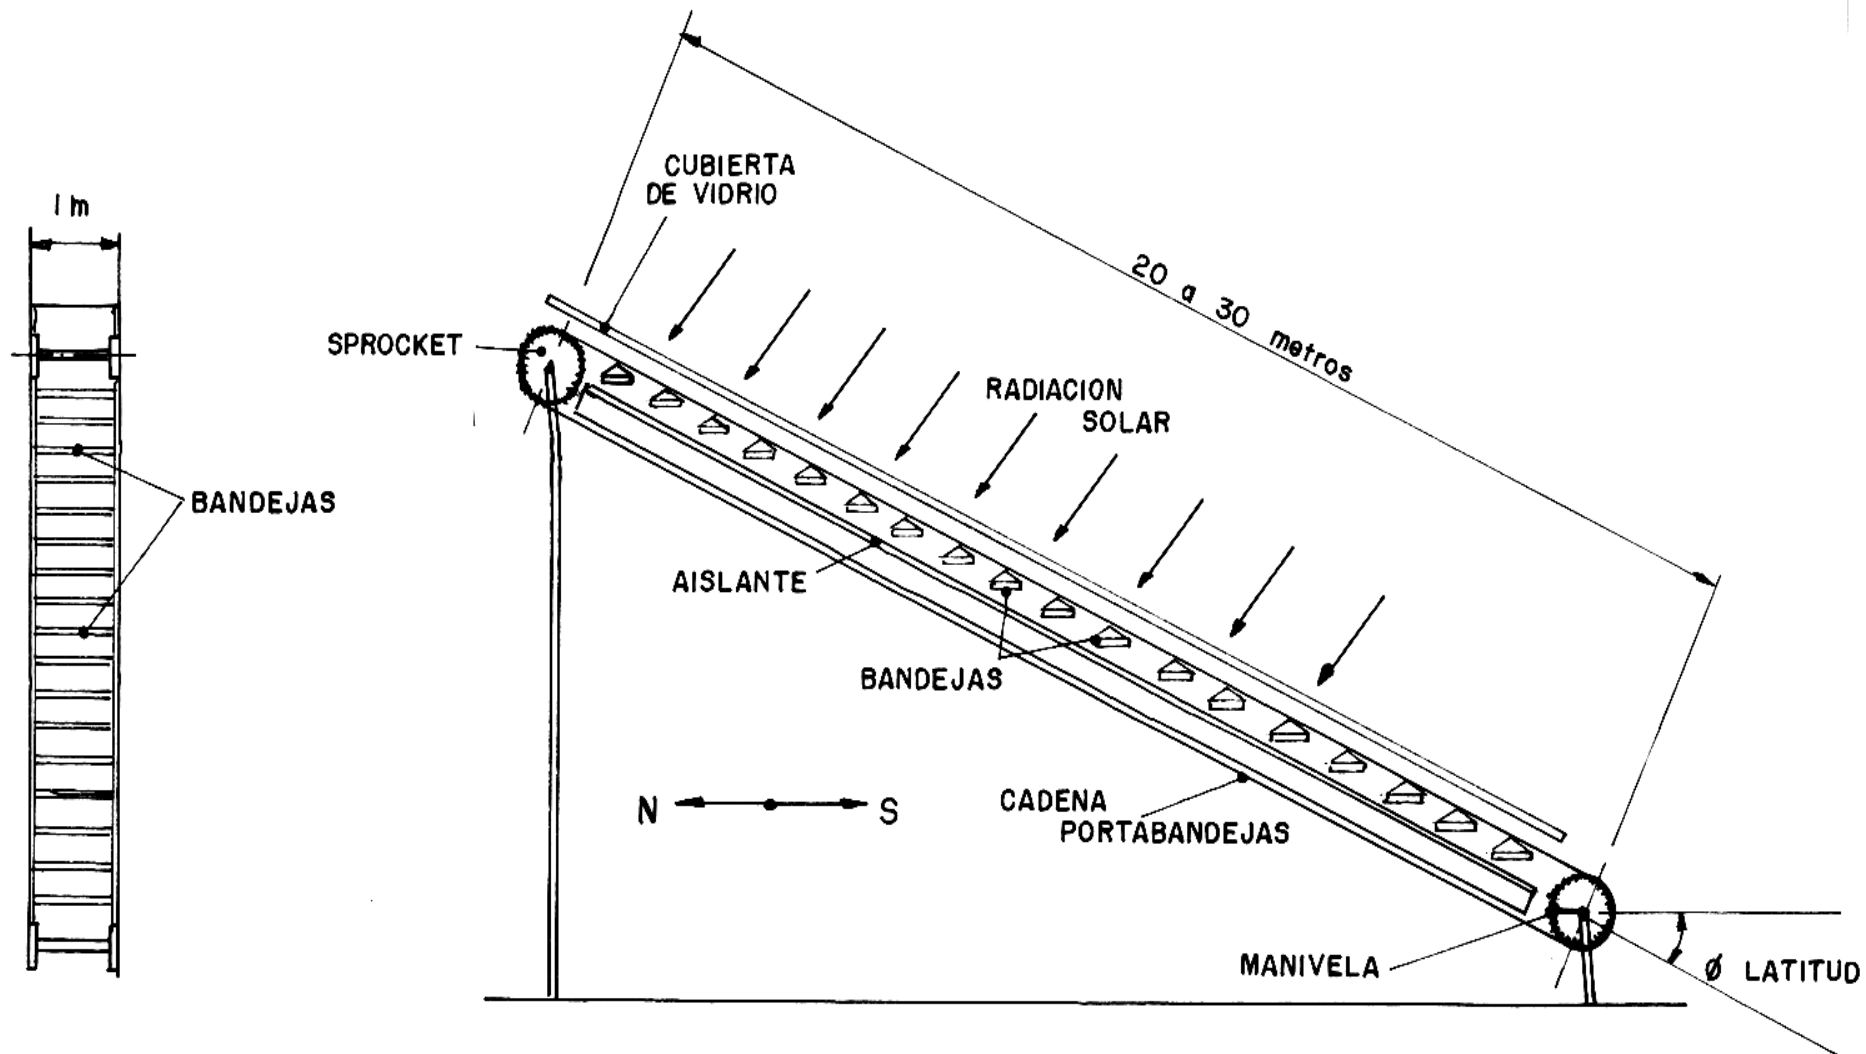 1 m
BANDEJAS
SPROCKET
CUBIERTA
DE VIDRIO
20 a 30 metros
RADIACION
SOLAR
AISLANTE
BANDEJAS
N
S
CADENA
PORTABANDEJAS
MANIVELA
Ø LATITUD